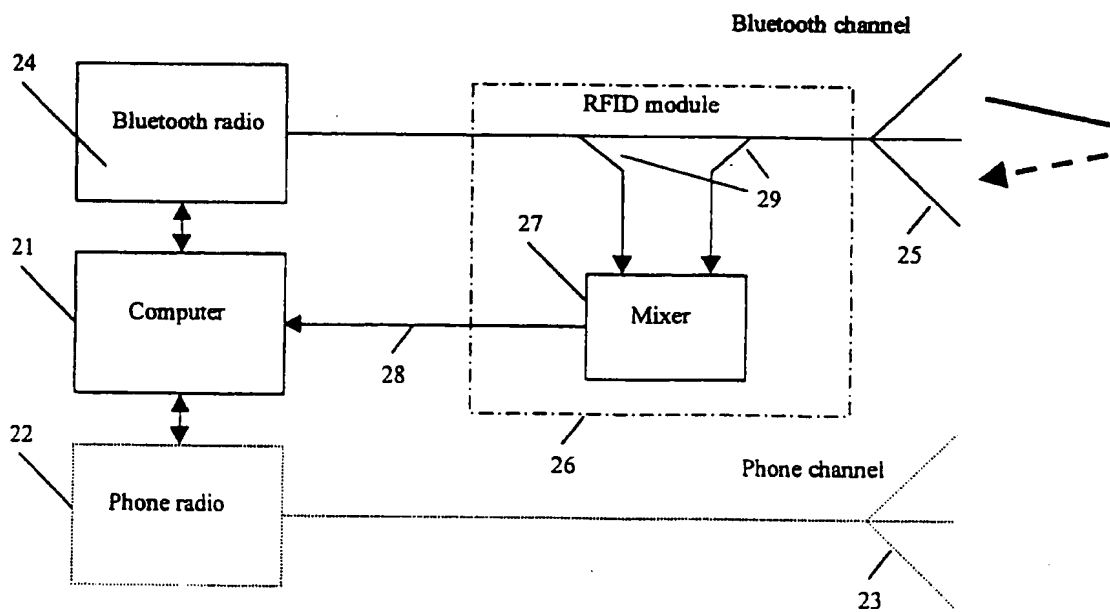 Bluetooth channel
24
RFID module
Bluetooth radio
29
27
25
21
Computer
Mixer
28
22
26
Phone channel
Phone radio
23